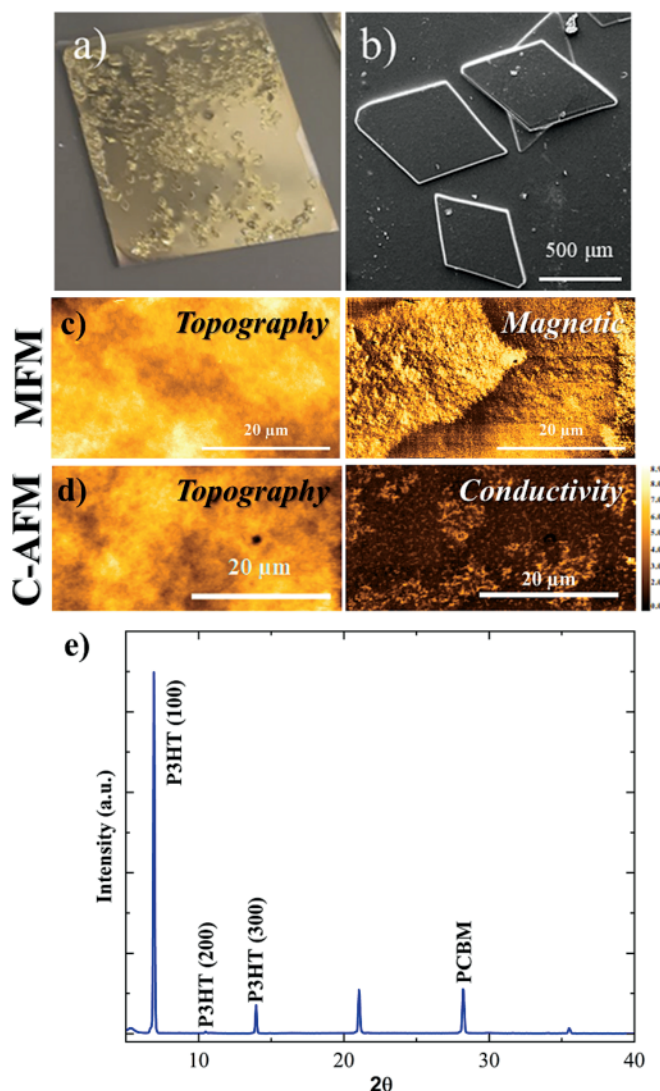 a)
b)
500 µm
MFM
c)
Topography
20 µm
Magnetic
20 µm
C-AFM
d)
Topography
20 µm
Conductivity
20 µm
e)
Intensity (a.u.)
P3HT (100)
P3HT (200)
P3HT (300)
PCBM
10
20
30
40
2θ